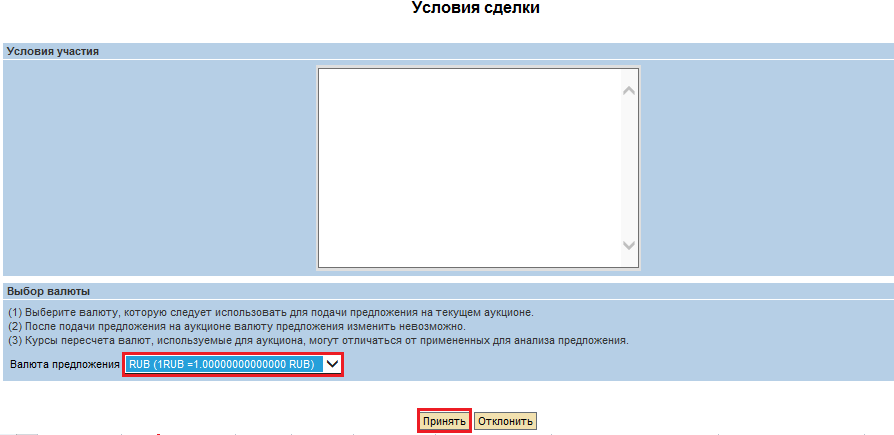 Условия сделки
Условия участия
Выбор валюты
(1) Выберите валюту, которую следует использовать для подачи предложения на текущем аукционе.
(2) После подачи предложения на аукционе валюту предложения изменить невозможно.
(3) Курсы пересчета валют, используемые для аукциона, могут отличаться от примененных для анализа предложения.
Валюта предложения RUB (1RUB =1.00000000000000 RUB)
Принять Отклонить